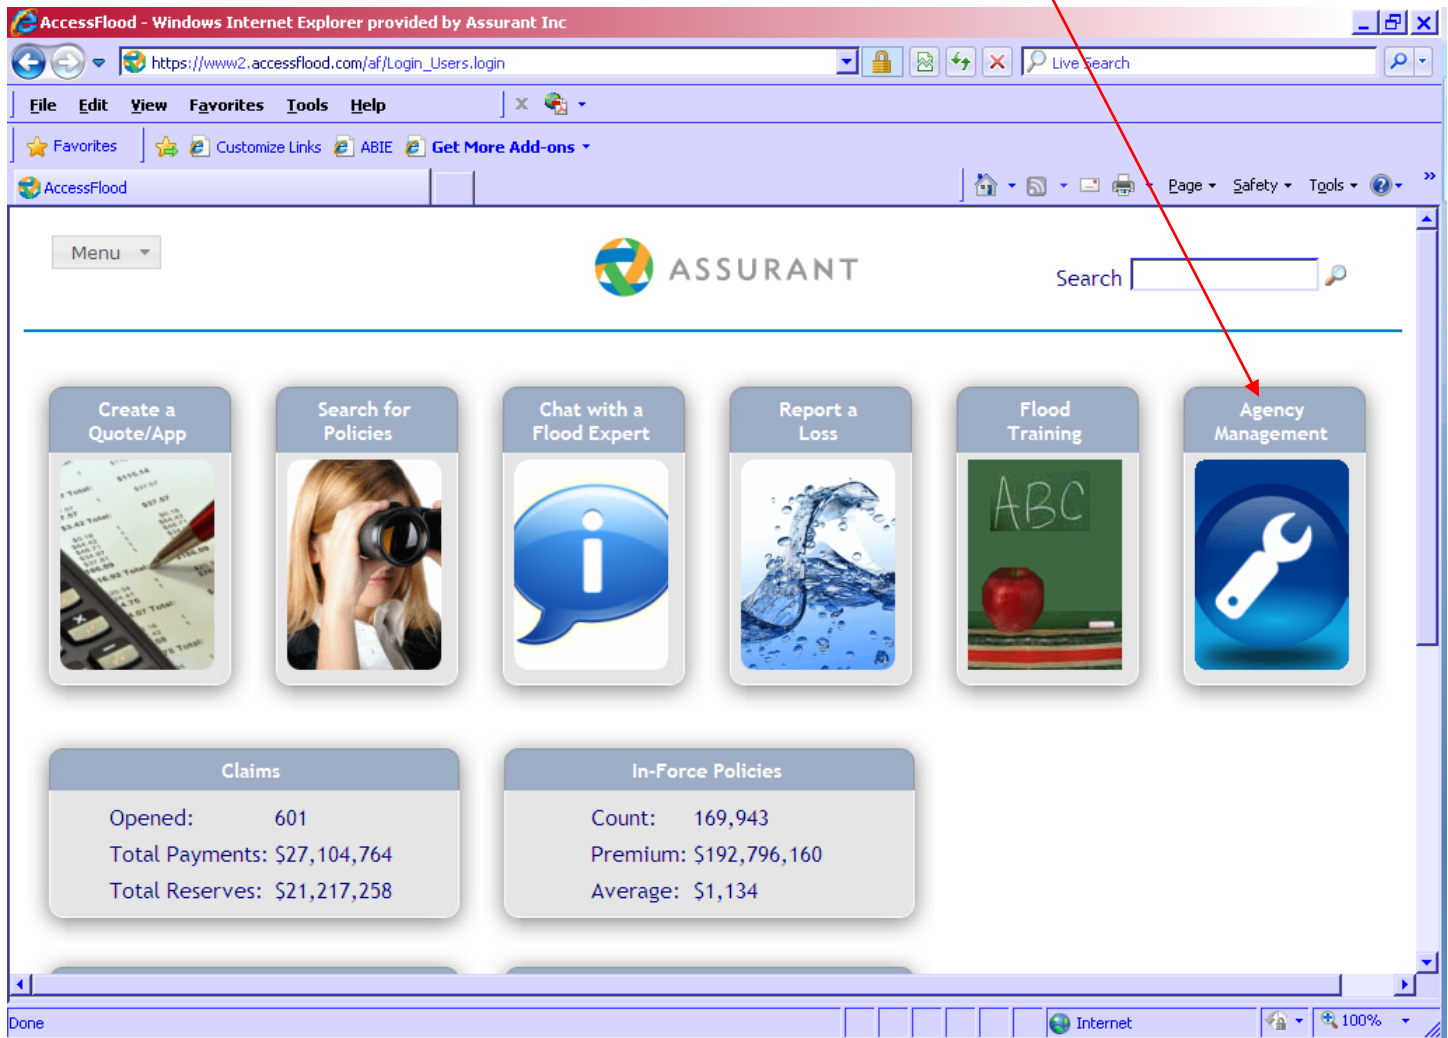 AccessFlood - Windows Internet Explorer provided by Assurant Inc
https://www2.accessflood.com/af/Login_Users.login
Live Search
File Edit View Favorites Tools Help
Favorites Customize Links ABIE Get More Add-ons
AccessFlood
Page Safety Tools
Menu
ASSURANT
Search
Create a
Quote/App
Search for
Policies
Chat with a
Flood Expert
Report a
Loss
Flood
Training
Agency
Management
ABC
Claims
Opened: 601
Total Payments: $27,104,764
Total Reserves: $21,217,258
In-Force Policies
Count: 169,943
Premium: $192,796,160
Average: $1,134
Done
Internet
100%